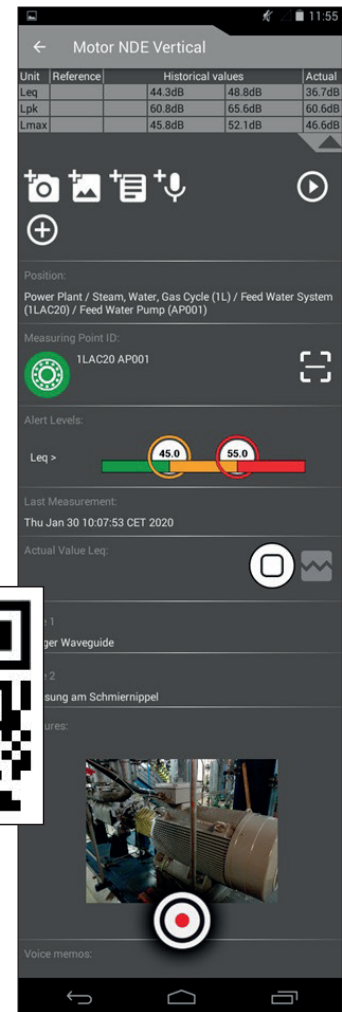 11:55
Motor NDE Vertical
Unit Reference Historical values Actual
Leq 44.3dB 48.8dB 36.7dB
Lpk 60.8dB 65.6dB 60.6dB
Lmax 45.8dB 52.1dB 46.6dB
Position:
Power Plant / Steam, Water, Gas Cycle
(1L) / Feed Water System
(1LAC20) / Feed Water Pump (AP001)
Measuring Point ID:
1LAC20 AP001
Alert Levels:
Leq > 45.0 55.0
Last Measurement:
Thu Jan 30 10:07:53 CET 2020
Actual Value Leq:
1
ger Waveguide
2
sung am Schmiernippel
ures:
Voice memos: